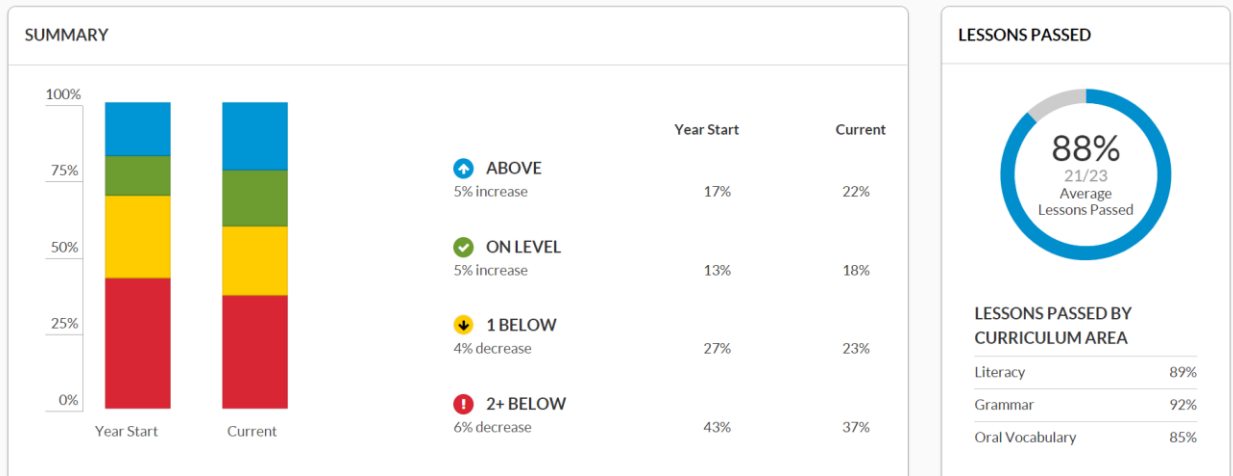 SUMMARY
100%
75%
50%
25%
0%
Year Start Current
Year Start Current
ABOVE
5% increase 17% 22%
ON LEVEL
5% increase 13% 18%
1 BELOW
4% decrease 27% 23%
2+ BELOW
6% decrease 43% 37%
LESSONS PASSED
88%
21/23
Average
Lessons Passed
LESSONS PASSED BY
CURRICULUM AREA
Literacy 89%
Grammar 92%
Oral Vocabulary 85%